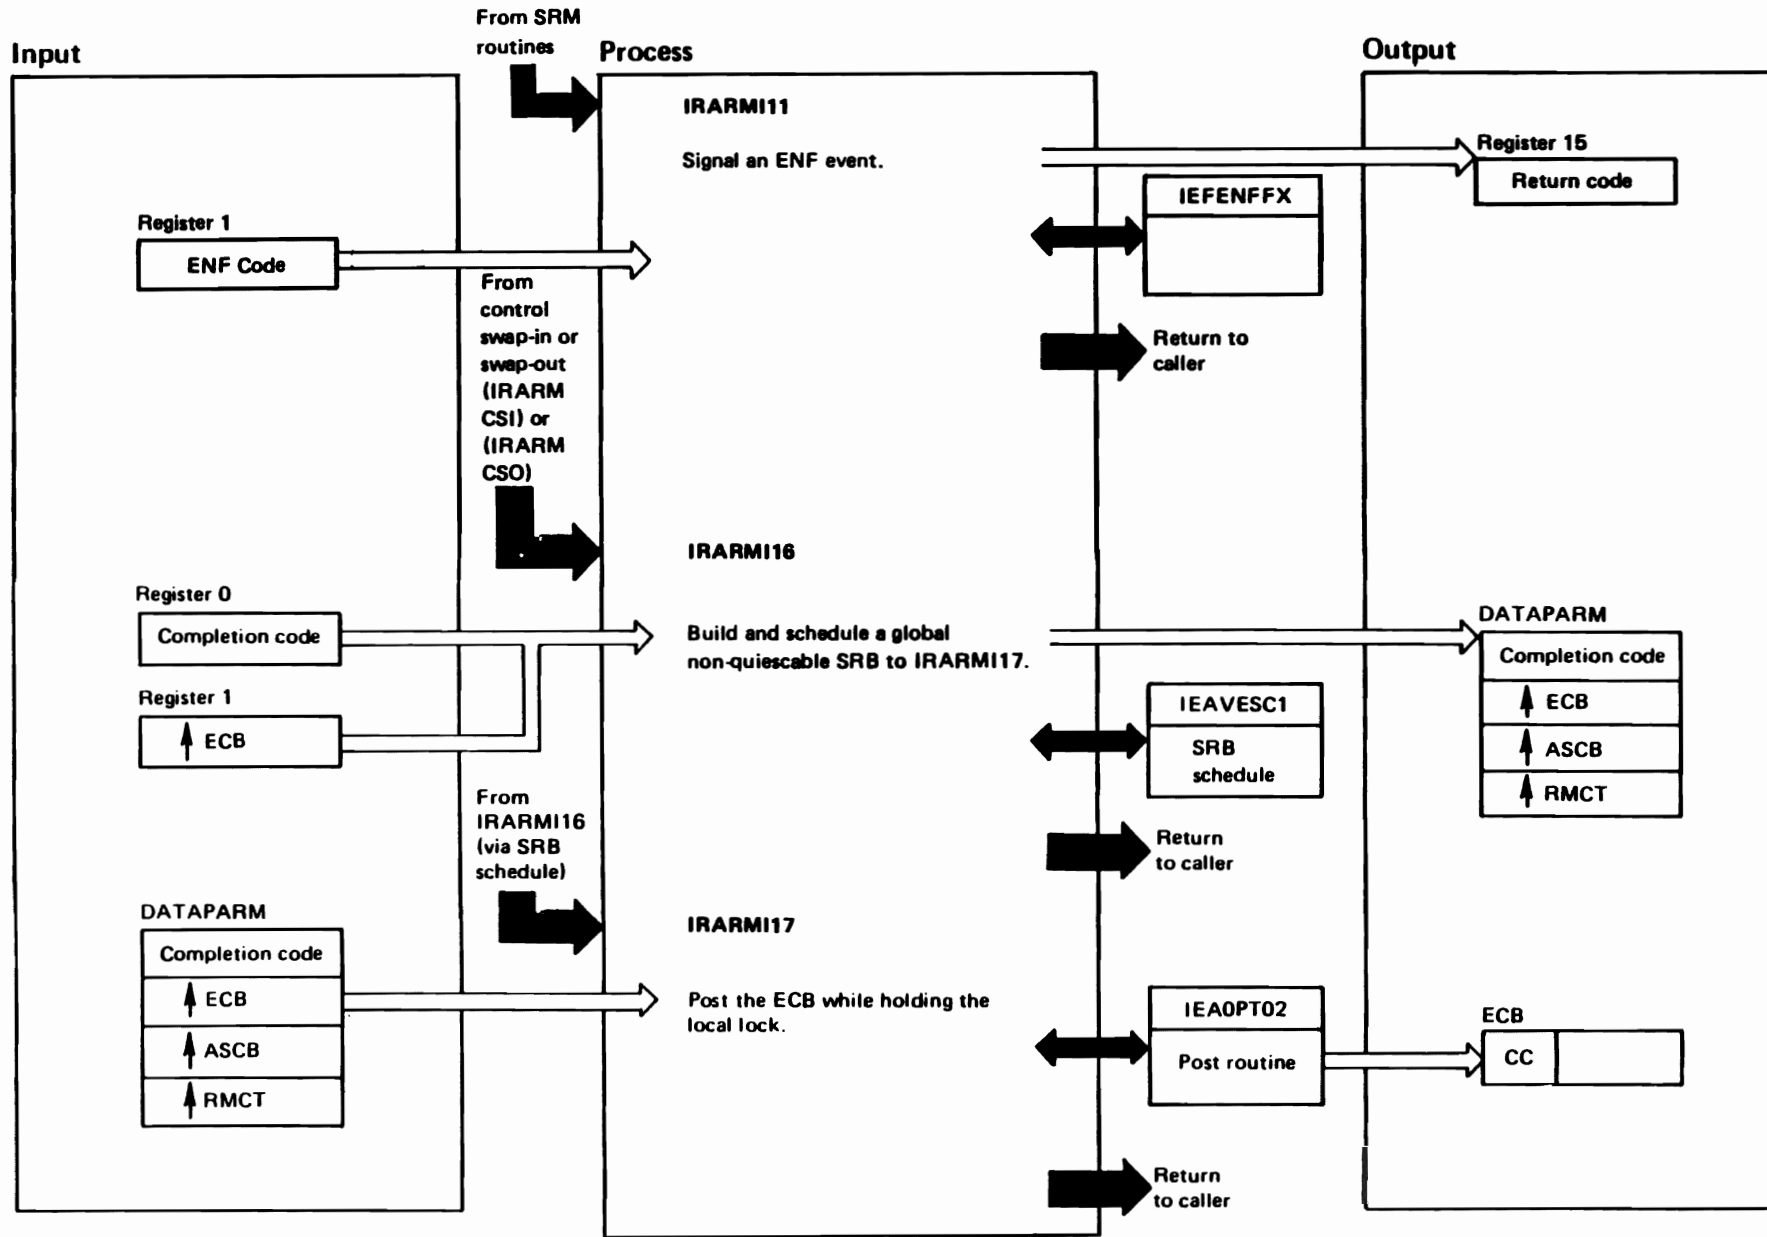 From SRM
routines
Input
Process
Output
IRARMI11
Signal an ENF event.
Register 15
Return code
IEFENFFX
Register 1
ENF Code
From
control
swap-in or
swap-out
(IRARM
CSI) or
(IRARM
CSO)
Return to
caller
IRARMI16
Register 0
Completion code
Build and schedule a global
non-quiescable SRB to IRARMI17.
DATAPARM
Completion code
ECB
ASCB
RMCT
Register 1
ECB
IEAVESC1
SRB
schedule
From
IRARMI16
(via SRB
schedule)
Return
to caller
IRARMI17
DATAPARM
Completion code
ECB
ASCB
RMCT
Post the ECB while holding the
local lock.
IEA0PT02
Post routine
ECB
CC
Return
to caller